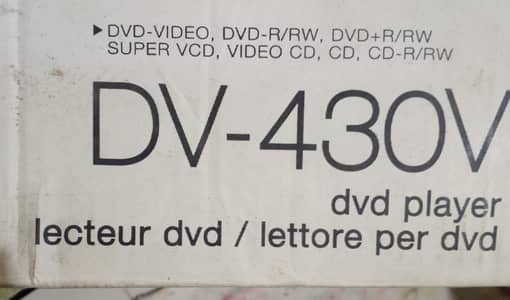 ▶DVD-VIDEO, DVD-R/RW, DVD+R/RW
SUPER VCD, VIDEO CD, CD, CD-R/RW
DV-430V
dvd player
lecteur dvd / lettore per dvd